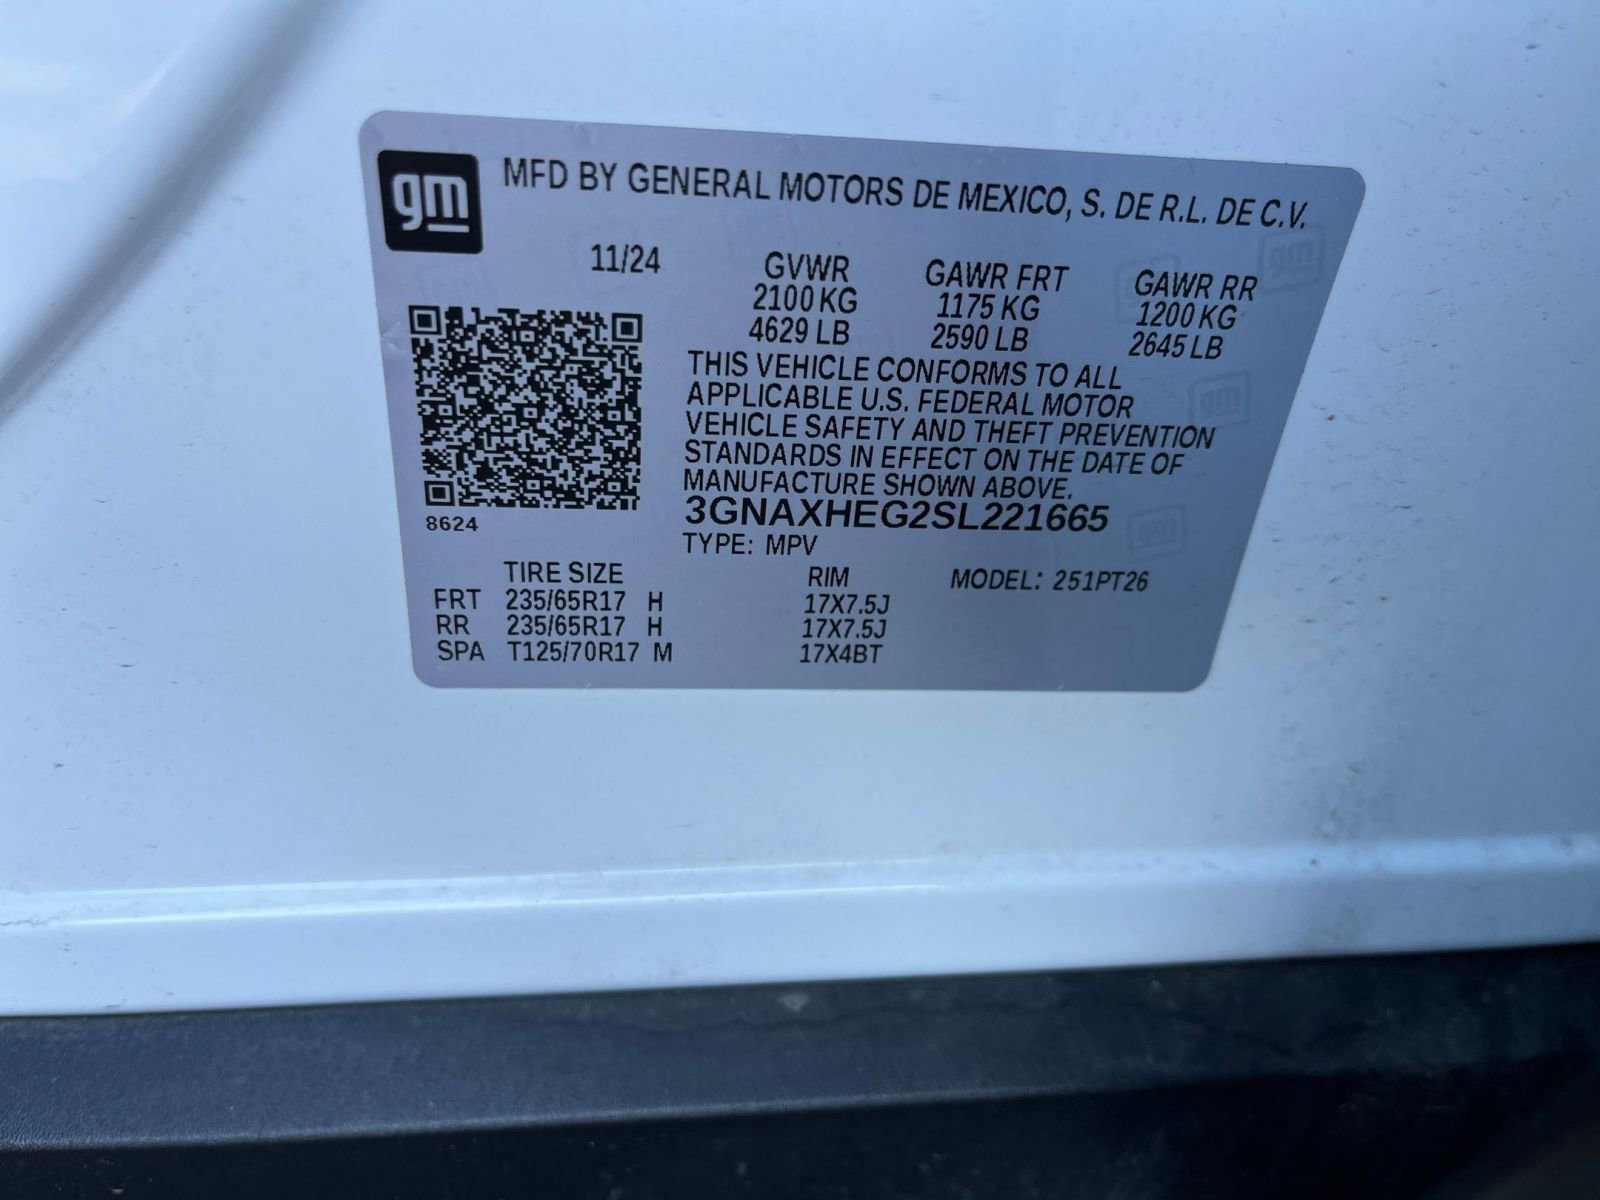 gm
MFD BY GENERAL MOTORS DE MEXICO, S. DE R.L. DE C.V.
11/24 GVWR GAWR FRT GAWR RR
2100 KG 1175 KG 1200 KG
4629 LB 2590 LB 2645 LB
THIS VEHICLE CONFORMS TO ALL
APPLICABLE U.S. FEDERAL MOTOR
VEHICLE SAFETY AND THEFT PREVENTION
STANDARDS IN EFFECT ON THE DATE OF
MANUFACTURE SHOWN ABOVE.
3GNAXHEG2SL221665
8624
TYPE: MPV
TIRE SIZE RIM MODEL: 251PT26
FRT 235/65R17 H 17X7.5J
RR 235/65R17 H 17X7.5J
SPA T125/70R17 M 17X4BT